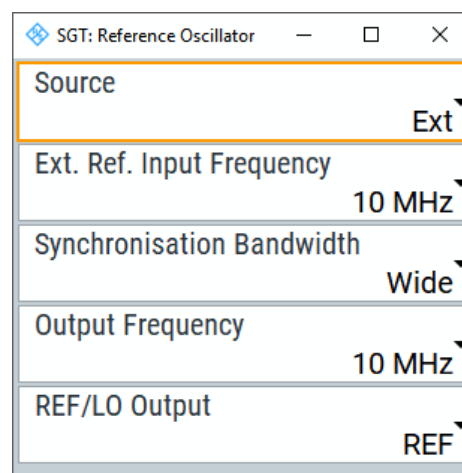 SGT: Reference Oscillator
Source
Ext
Ext. Ref. Input Frequency
10 MHz
Synchronisation Bandwidth
Wide
Output Frequency
10 MHz
REF/LO Output
REF